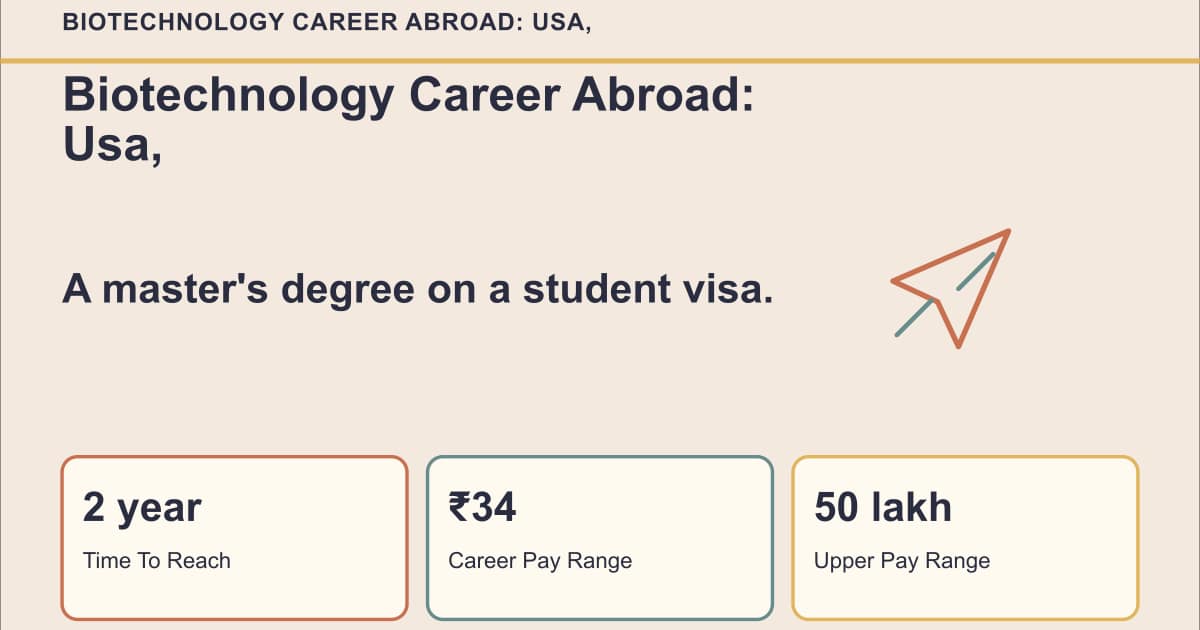 BIOTECHNOLOGY CAREER ABROAD: USA,
Biotechnology Career Abroad:
Usa,
A master's degree on a student visa.
2 year
Time To Reach
₹34
Career Pay Range
50 lakh
Upper Pay Range